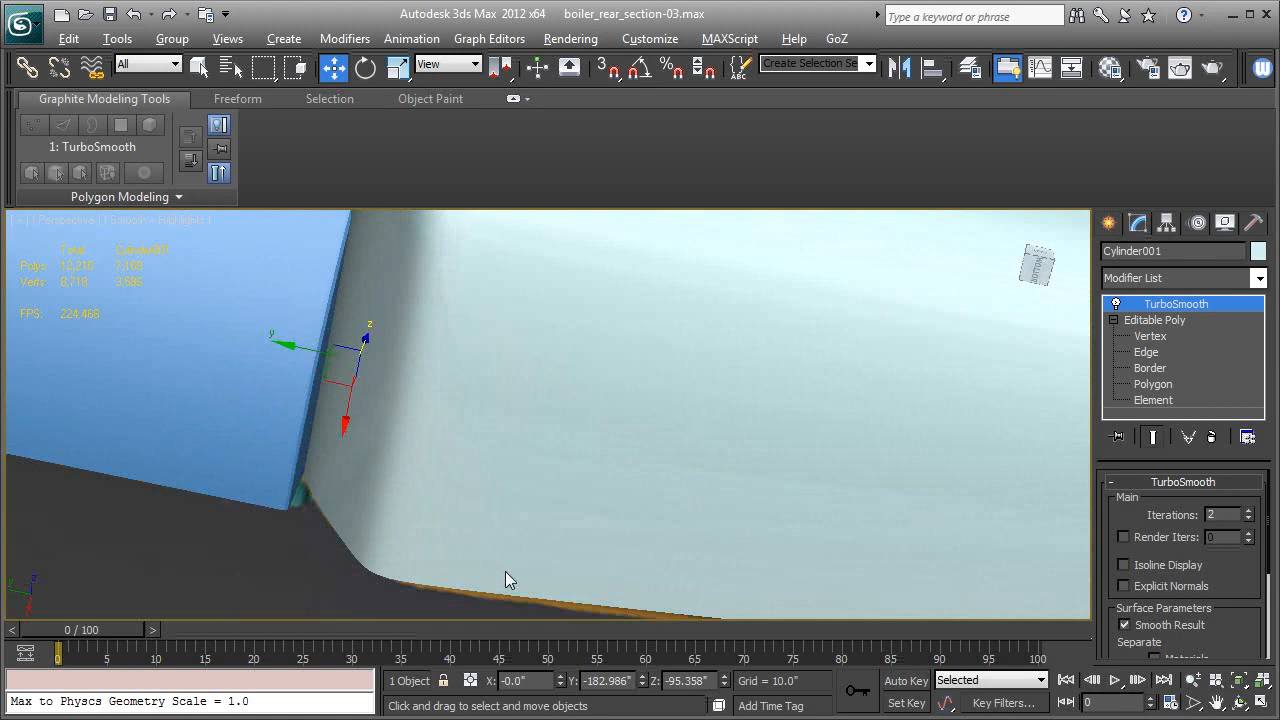 Autodesk 3ds Max 2012 x64 boiler_rear_section-03.max
Type a keyword or phrase
Edit Tools Group Views Create Modifiers Animation Graph Editors Rendering Customize MAXScript Help GoZ
All View Create Selection Se
Graphite Modeling Tools Freeform Selection Object Paint
1: TurboSmooth
Polygon Modeling
[ + ] [ Perspective ] [ Smooth + Highlights ]
Total Cylinder001
Polys: 12,216 7,168
Verts: 8,718 3,586
FPS: 224.466
BOTTOM
z
y
Cylinder001
Modifier List
TurboSmooth
Editable Poly
Vertex
Edge
Border
Polygon
Element
- TurboSmooth
Main
Iterations: 2
Render Iters: 0
Isoline Display
Explicit Normals
Surface Parameters
Smooth Result
Separate
0 / 100
0 5 10 15 20 25 30 35 40 45 50 55 60 65 70 75 80 85 90 95 100
1 Object X: -0.0" Y: -182.986" Z: -95.358" Grid = 10.0" Auto Key Selected
Max to Physcs Geometry Scale = 1.0
Click and drag to select and move objects Add Time Tag Set Key Key Filters... 0